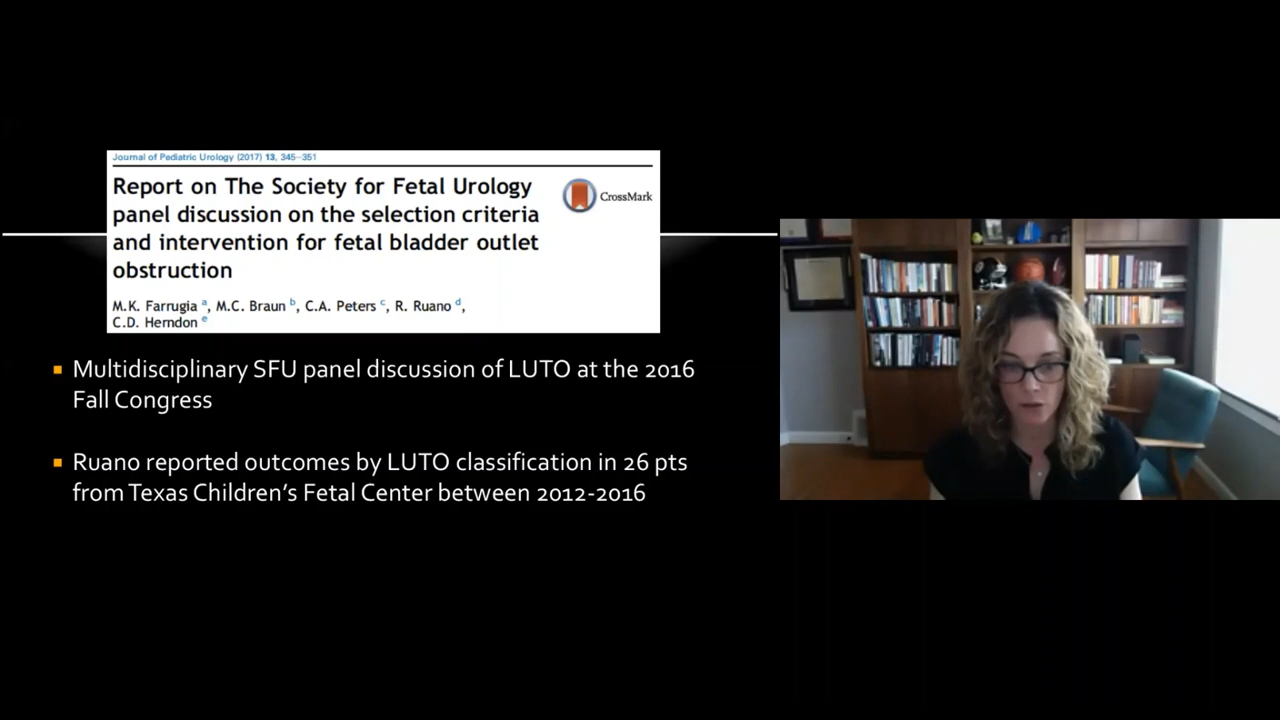 Journal of Pediatric Urology (2017) 13, 345–351
Report on The Society for Fetal Urology
panel discussion on the selection criteria
and intervention for fetal bladder outlet
obstruction
CrossMark
M.K. Farrugia a, M.C. Braun b, C.A. Peters c, R. Ruano d,
C.D. Herndon e
Multidisciplinary SFU panel discussion of LUTO at the 2016
Fall Congress
Ruano reported outcomes by LUTO classification in 26 pts
from Texas Children's Fetal Center between 2012-2016